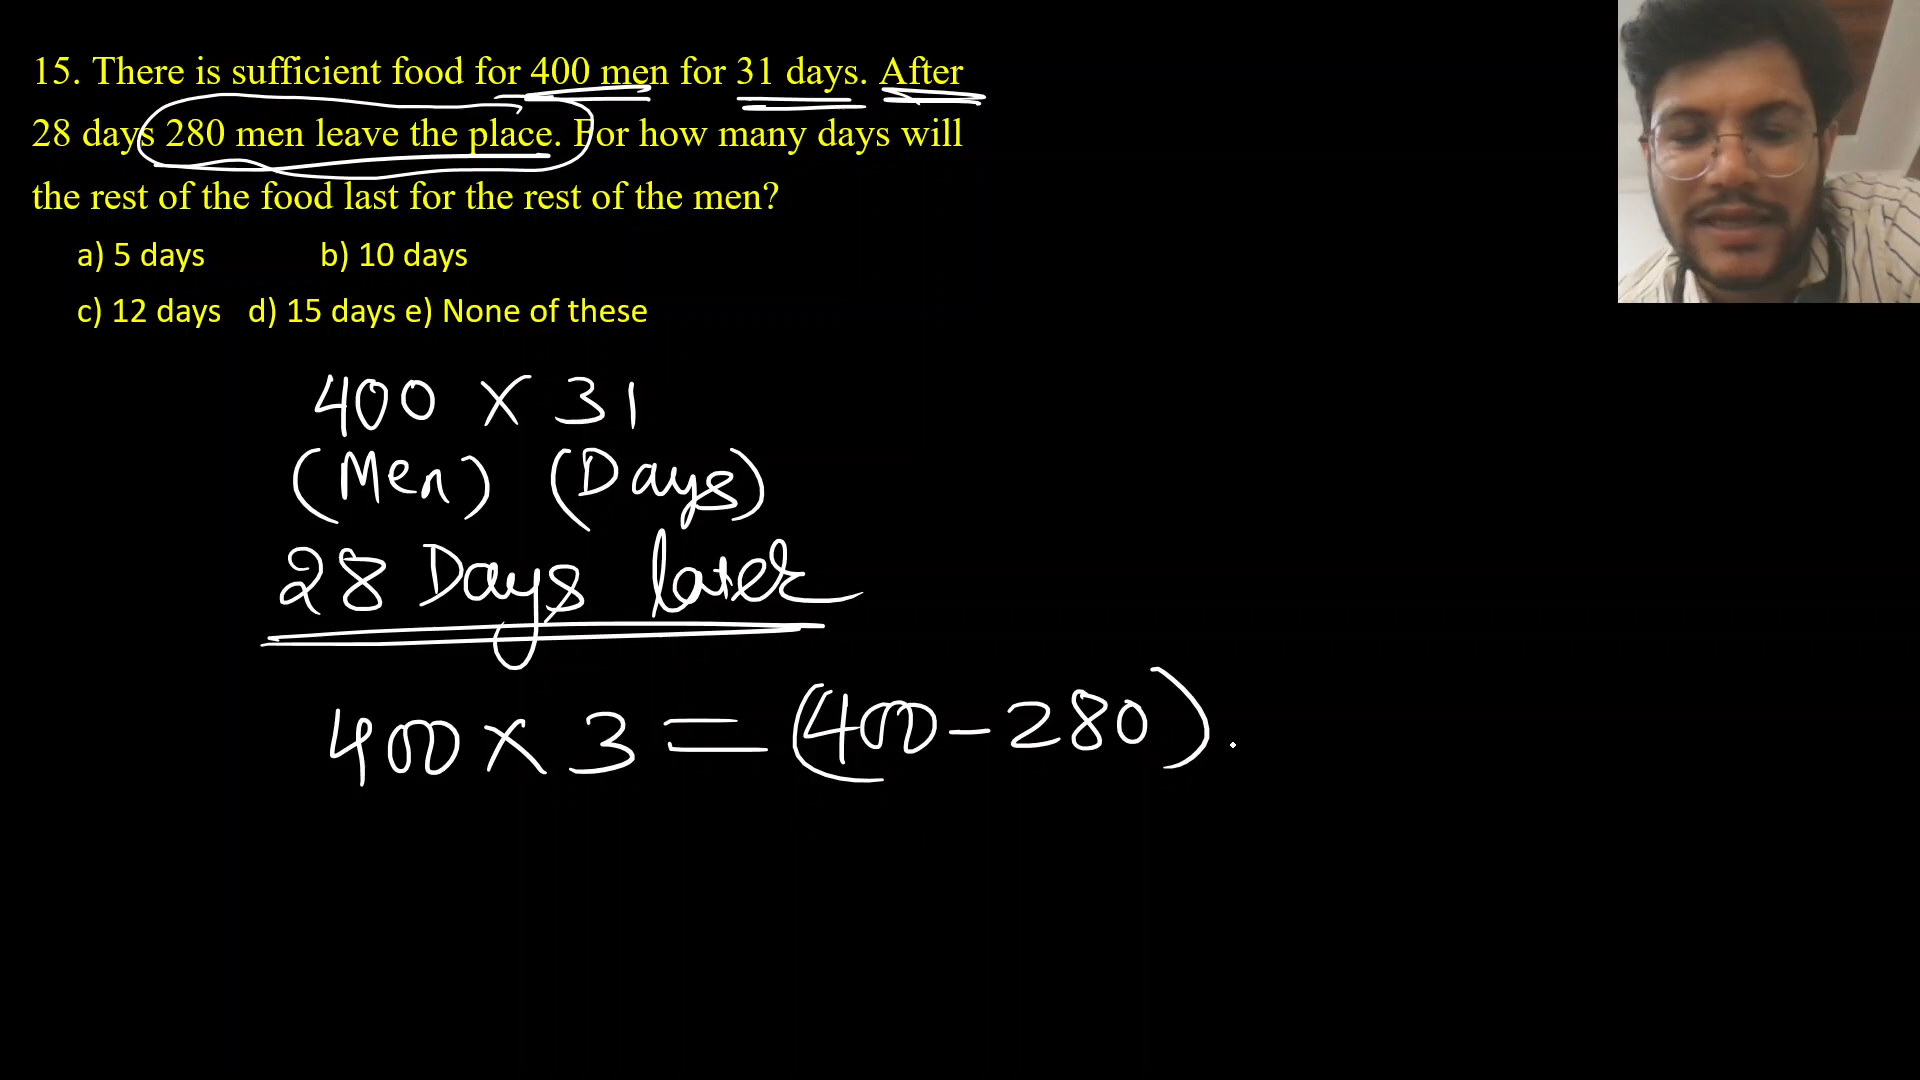 15. There is sufficient food for 400 men for 31 days. After
28 days 280 men leave the place. For how many days will
the rest of the food last for the rest of the men?
a) 5 days b) 10 days
c) 12 days d) 15 days e) None of these
400 × 31
(Men) (Days)
28 Days later
400 × 3 = (400 - 280).